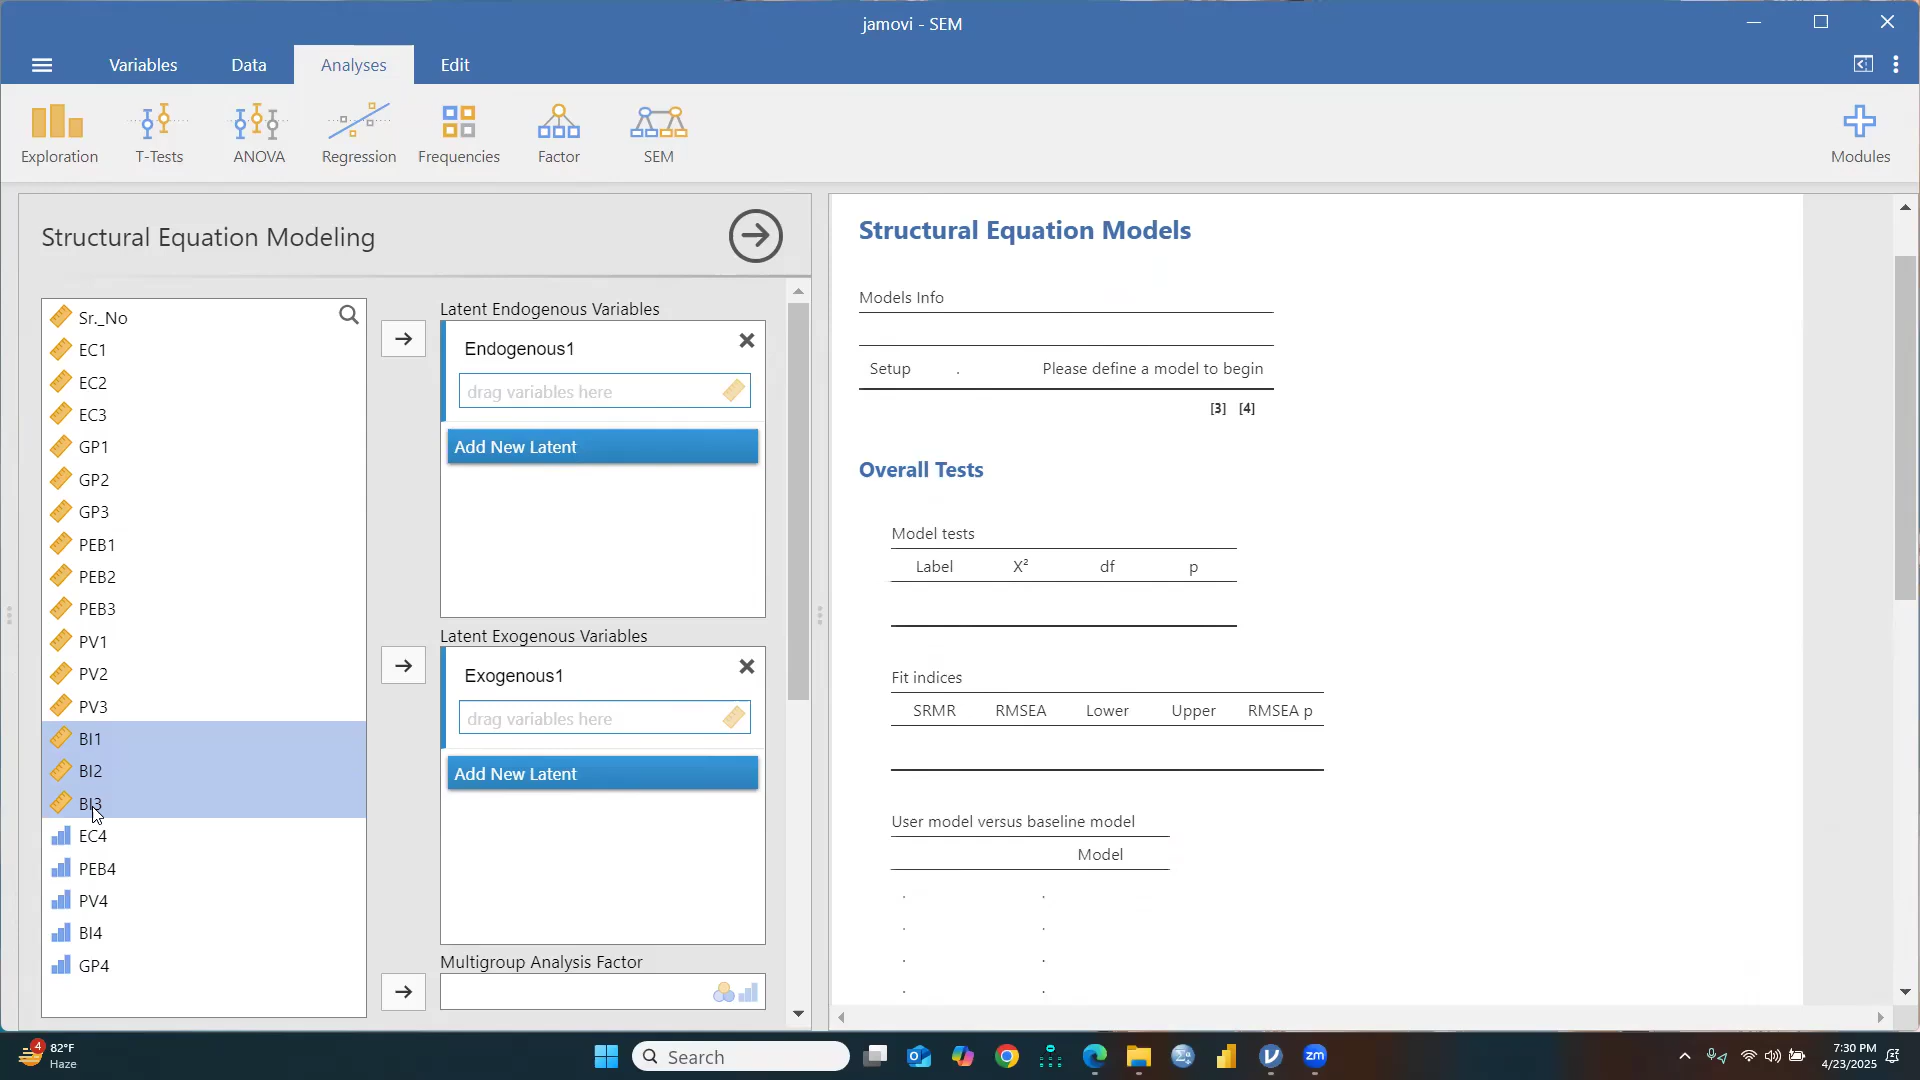 jamovi - SEM
Variables
Data
Analyses
Edit
Exploration
T-Tests
ANOVA
Regression
Frequencies
Factor
SEM
Modules
Structural Equation Modeling
Sr._No
EC1
EC2
EC3
GP1
GP2
GP3
PEB1
PEB2
PEB3
PV1
PV2
PV3
BI1
BI2
BI3
EC4
PEB4
PV4
BI4
GP4
Latent Endogenous Variables
Endogenous1
drag variables here
Add New Latent
Latent Exogenous Variables
Exogenous1
drag variables here
Add New Latent
Multigroup Analysis Factor
Structural Equation Models
Models Info
Setup . Please define a model to begin
[3] [4]
Overall Tests
Model tests
Label X² df p
Fit indices
SRMR RMSEA Lower Upper RMSEA p
User model versus baseline model
Model
. .
. .
. .
. .
4
82°F
Haze
Search
zm
7:30 PM
4/23/2025